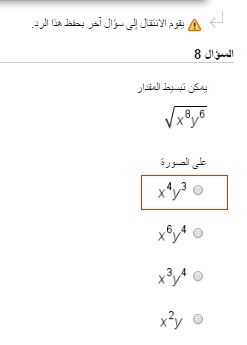 يقوم الانتقال إلى سؤال آخر بحفظ هذا الرد.
السؤال 8
يمكن تبسيط المقدار
√x⁸y⁶
على الصورة
x⁴y³
x⁶y⁴
x³y⁴
x²y